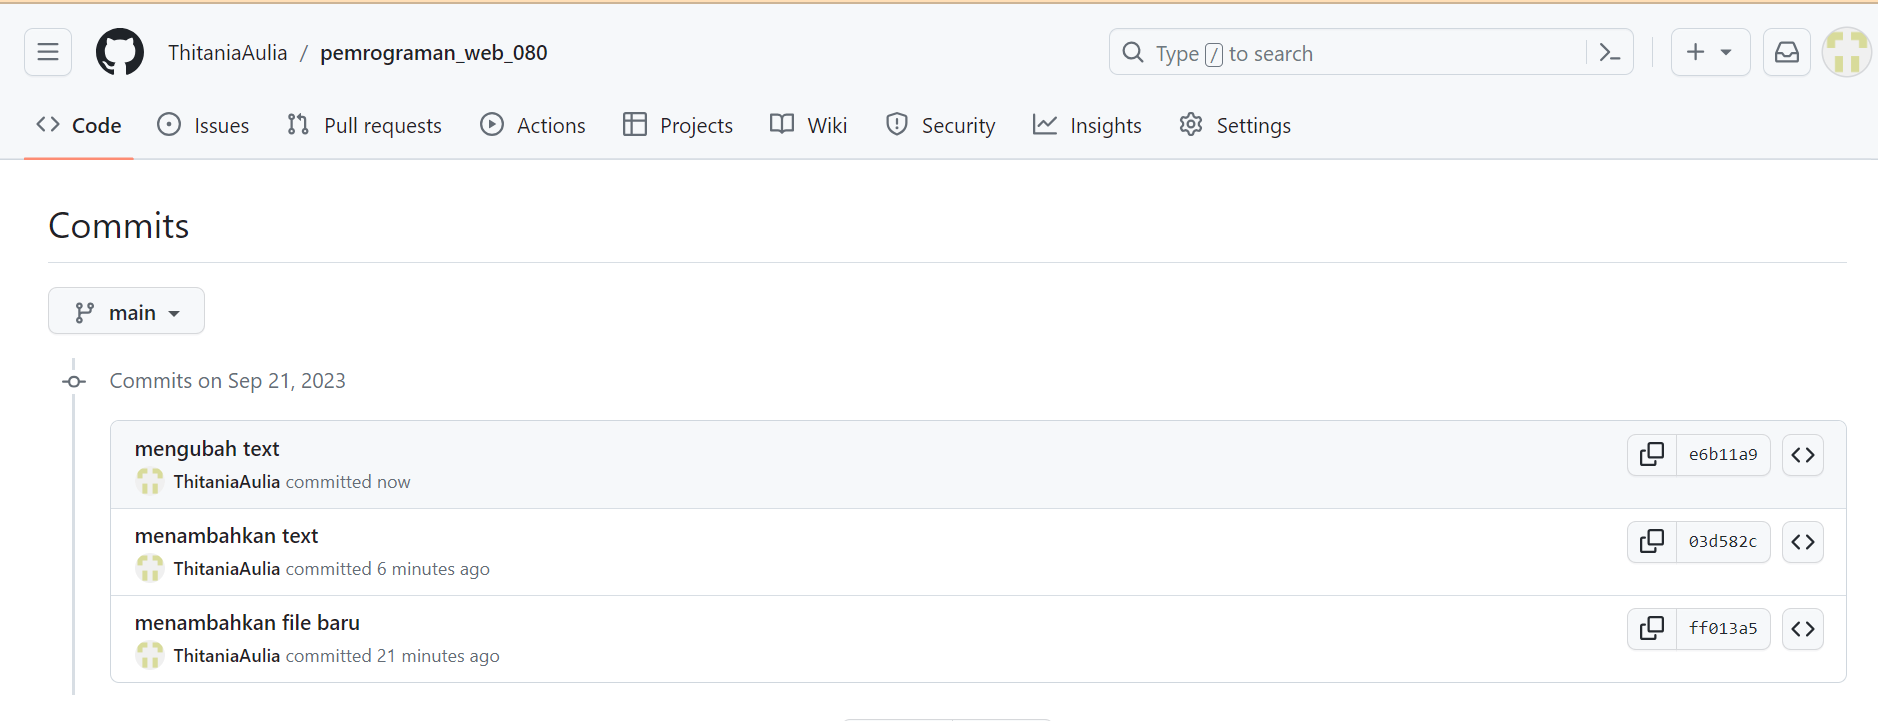 ThitaniaAulia / pemrograman_web_080
Type / to search
Code Issues Pull requests Actions Projects Wiki Security Insights Settings
Commits
main
Commits on Sep 21, 2023
mengubah text
ThitaniaAulia committed now
e6b11a9
menambahkan text
ThitaniaAulia committed 6 minutes ago
03d582c
menambahkan file baru
ThitaniaAulia committed 21 minutes ago
ff013a5